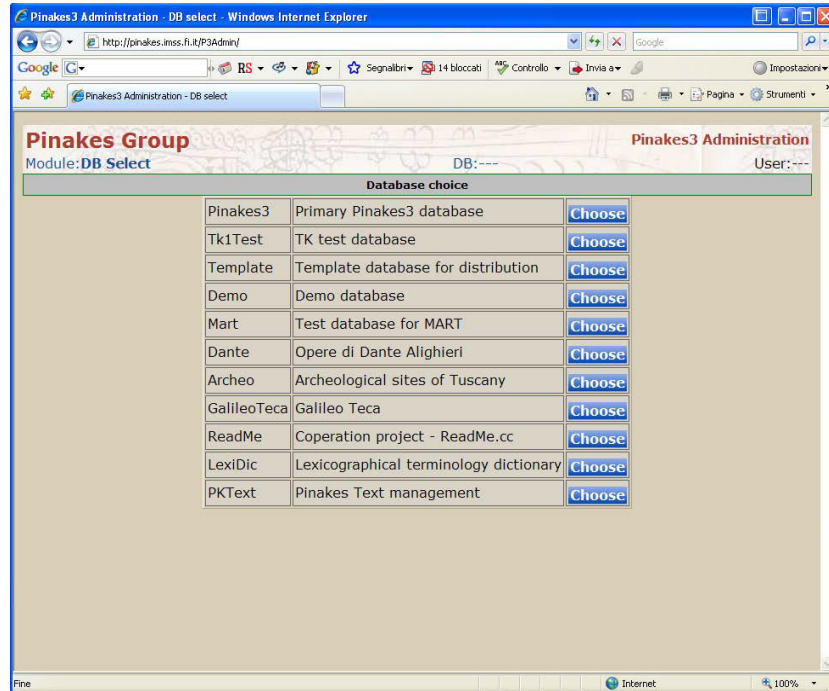 Pinakes3 Administration - DB select - Windows Internet Explorer
http://pinakes.imss.fi.it/P3Admin/ Google
Google G RS Segnalibri 14 bloccati ABC Controllo Invia a Impostazioni
Pinakes3 Administration - DB select Pagina Strumenti
Pinakes Group Pinakes3 Administration
Module:DB Select DB:--- User:---
Database choice
Pinakes3 Primary Pinakes3 database Choose
Tk1Test TK test database Choose
Template Template database for distribution Choose
Demo Demo database Choose
Mart Test database for MART Choose
Dante Opere di Dante Alighieri Choose
Archeo Archeological sites of Tuscany Choose
GalileoTeca Galileo Teca Choose
ReadMe Coperation project - ReadMe.cc Choose
LexiDic Lexicographical terminology dictionary Choose
PKText Pinakes Text management Choose
Fine Internet 100%